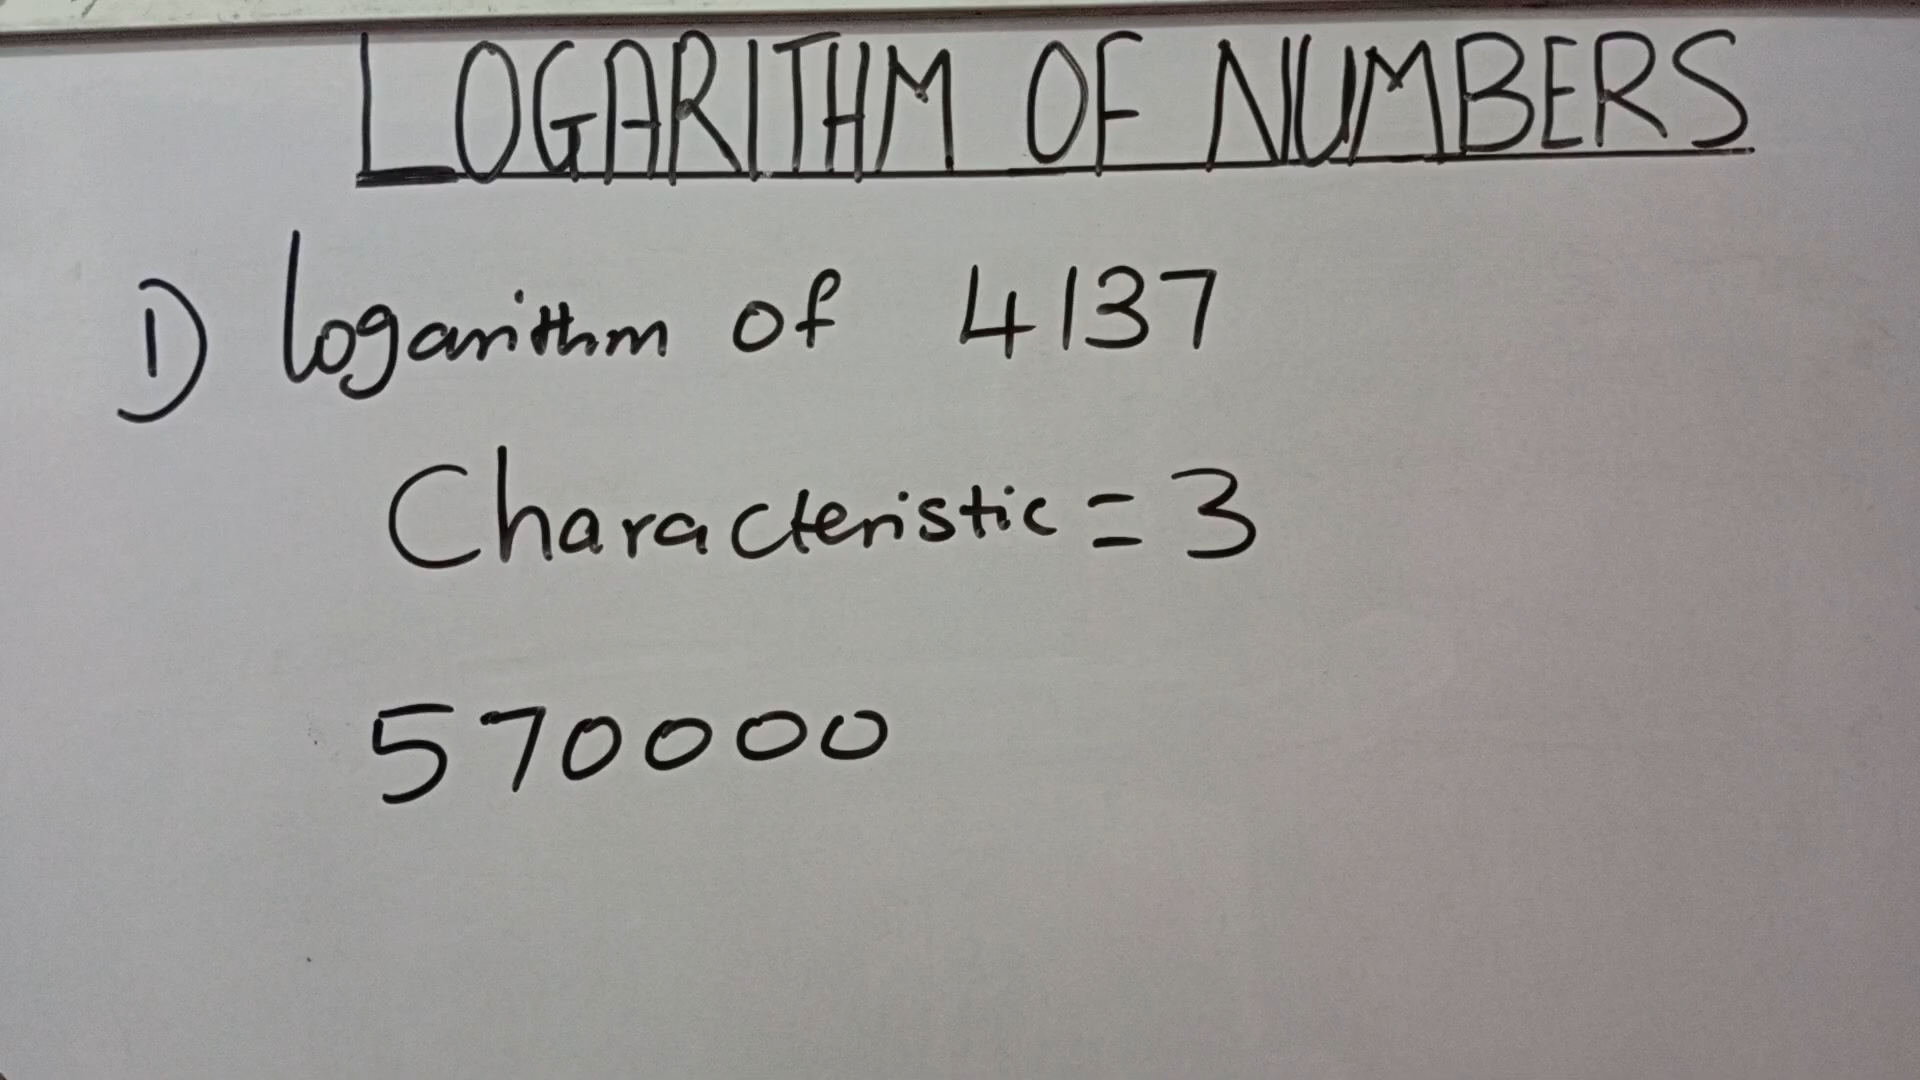 LOGARITHM OF NUMBERS
1) logarithm of 4137
Characteristic = 3
570000